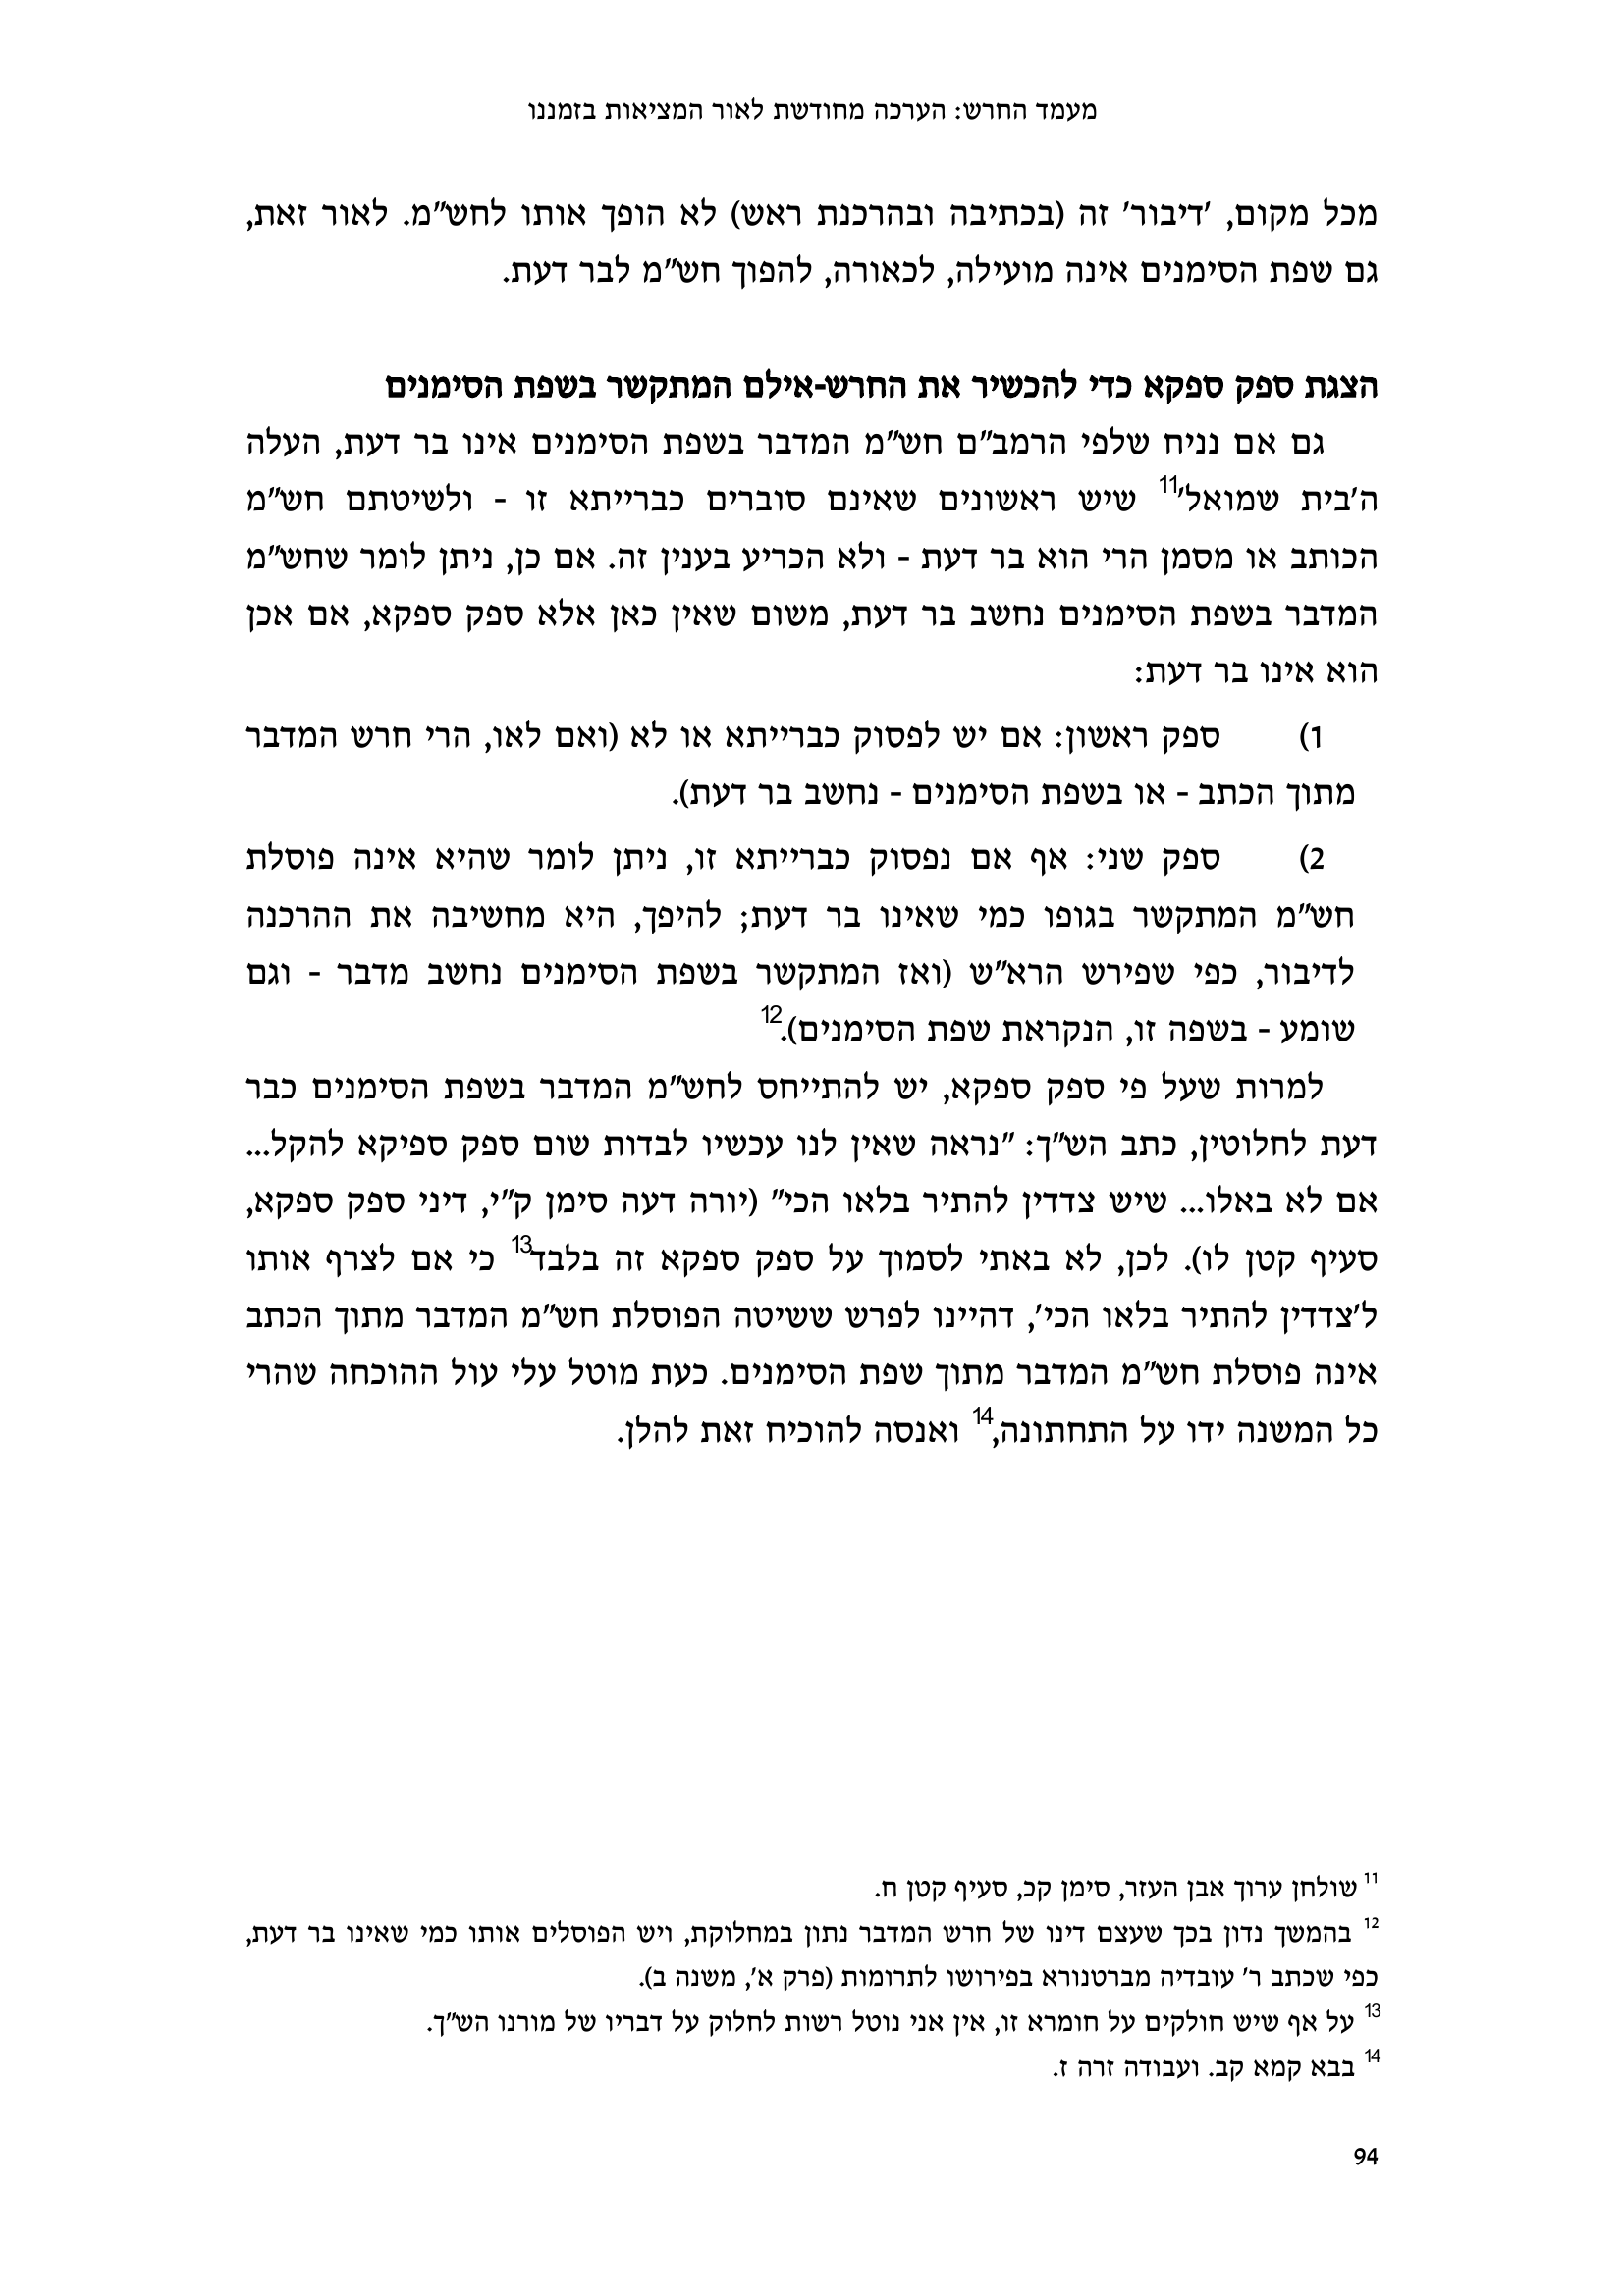 מעמד החרש: הערכה מחודשת לאור המציאות בזמננו
מכל מקום, 'דיבור' זה (בכתיבה ובהרכנת ראש) לא הופך אותו לחש"מ. לאור זאת,
גם שפת הסימנים אינה מועילה, לכאורה, להפוך חש"מ לבר דעת.
הצגת ספק ספקא כדי להכשיר את החרש-אילם המתקשר בשפת הסימנים
גם אם נניח שלפי הרמב"ם חש"מ המדבר בשפת הסימנים אינו בר דעת, העלה
ה'בית שמואל'11 שיש ראשונים שאינם סוברים כברייתא זו - ולשיטתם חש"מ
הכותב או מסמן הרי הוא בר דעת - ולא הכריע בענין זה. אם כן, ניתן לומר שחש"מ
המדבר בשפת הסימנים נחשב בר דעת, משום שאין כאן אלא ספק ספקא, אם אכן
הוא אינו בר דעת:
1) ספק ראשון: אם יש לפסוק כברייתא או לא (ואם לאו, הרי חרש המדבר
מתוך הכתב - או בשפת הסימנים - נחשב בר דעת).
2) ספק שני: אף אם נפסוק כברייתא זו, ניתן לומר שהיא אינה פוסלת
חש"מ המתקשר בגופו כמי שאינו בר דעת; להיפך, היא מחשיבה את ההרכנה
לדיבור, כפי שפירש הרא"ש (ואז המתקשר בשפת הסימנים נחשב מדבר - וגם
שומע - בשפה זו, הנקראת שפת הסימנים).12
למרות שעל פי ספק ספקא, יש להתייחס לחש"מ המדבר בשפת הסימנים כבר
דעת לחלוטין, כתב הש"ך: "נראה שאין לנו עכשיו לבדות שום ספק ספיקא להקל...
אם לא באלו... שיש צדדין להתיר בלאו הכי" (יורה דעה סימן ק"י, דיני ספק ספקא,
סעיף קטן לו). לכן, לא באתי לסמוך על ספק ספקא זה בלבד13 כי אם לצרף אותו
ל'צדדין להתיר בלאו הכי', דהיינו לפרש ששיטה הפוסלת חש"מ המדבר מתוך הכתב
אינה פוסלת חש"מ המדבר מתוך שפת הסימנים. כעת מוטל עלי עול ההוכחה שהרי
כל המשנה ידו על התחתונה,14 ואנסה להוכיח זאת להלן.
11 שולחן ערוך אבן העזר, סימן קכ, סעיף קטן ח.
12 בהמשך נדון בכך שעצם דינו של חרש המדבר נתון במחלוקת, ויש הפוסלים אותו כמי שאינו בר דעת,
כפי שכתב ר' עובדיה מברטנורא בפירושו לתרומות (פרק א', משנה ב).
13 על אף שיש חולקים על חומרא זו, אין אני נוטל רשות לחלוק על דבריו של מורנו הש"ך.
14 בבא קמא קב. ועבודה זרה ז.
94